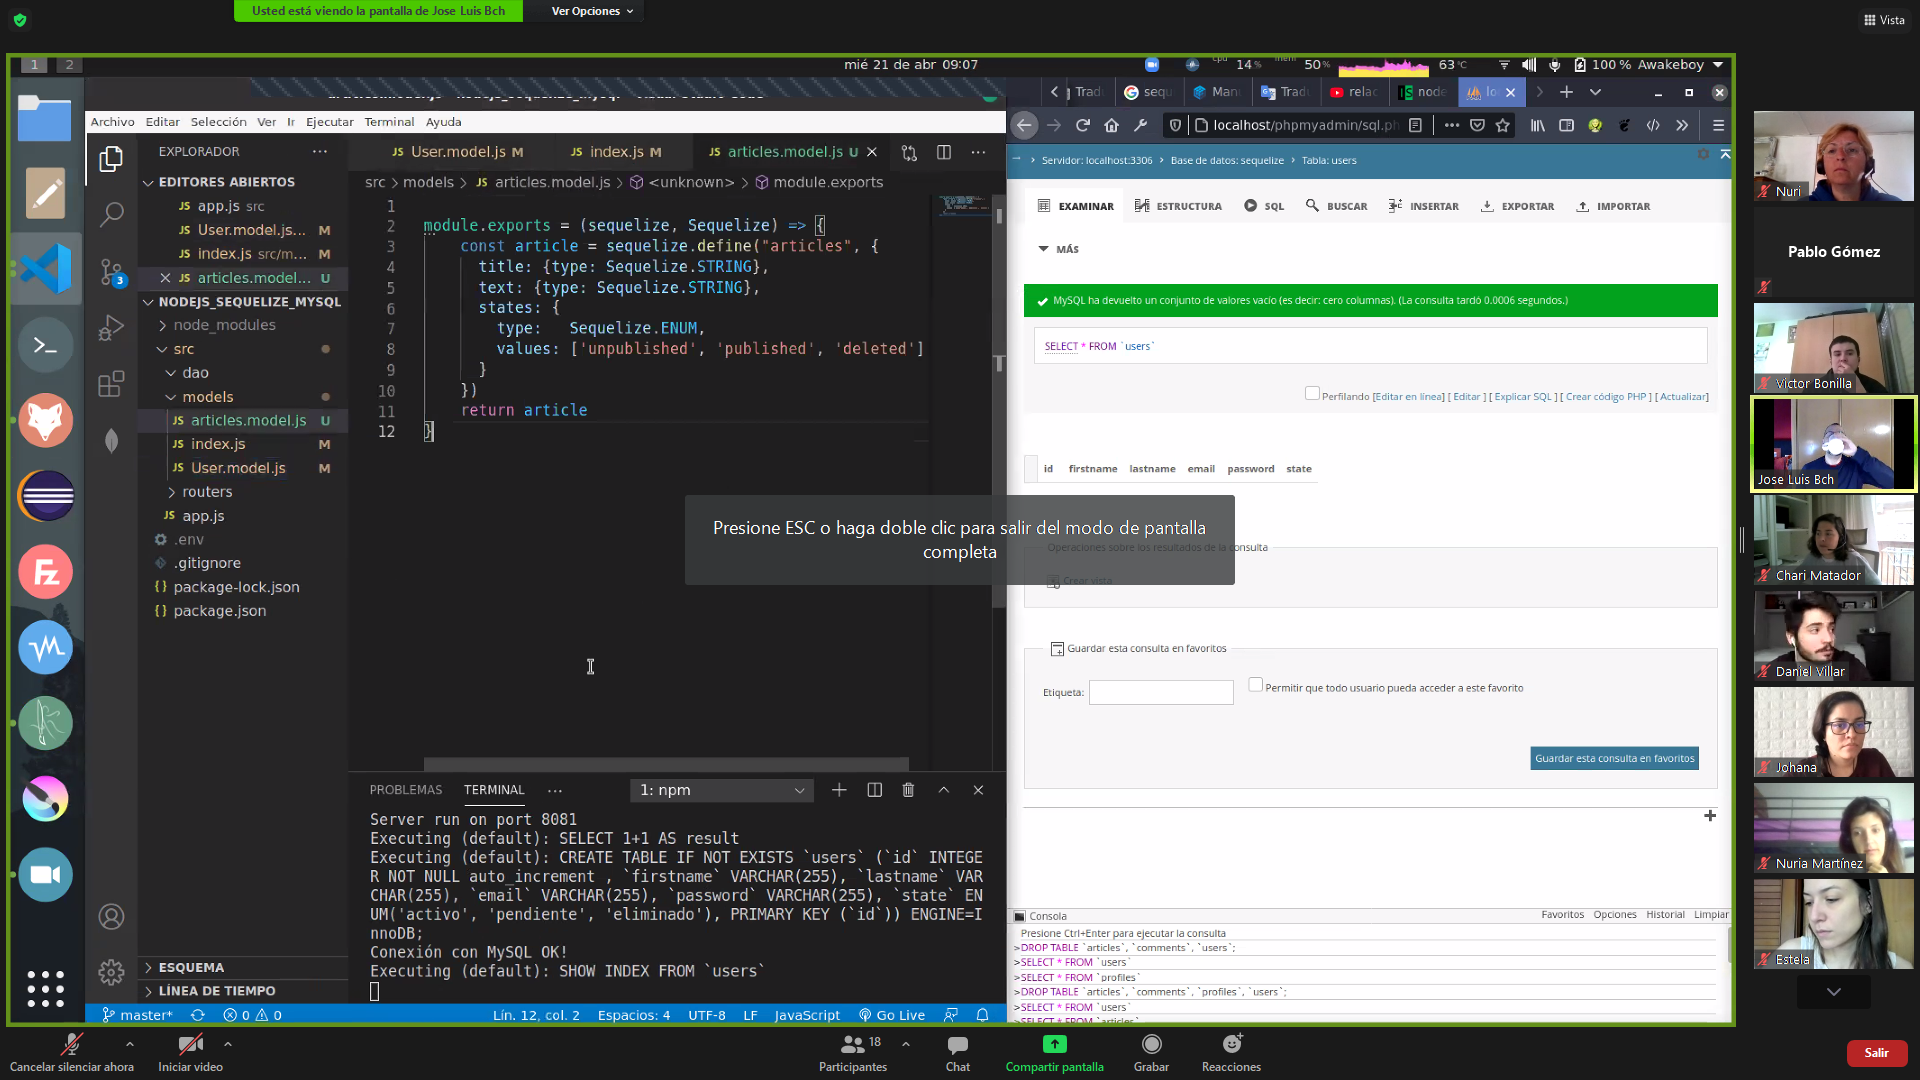 Usted está viendo la pantalla de Jose Luis Bch
Ver Opciones
Vista
1
2
mié 21 de abr 09:07
cpu
14 %
mem
50%
63 °C
100 %
Awakeboy
Archivo
Editar
Selección
Ver
Ir
Ejecutar
Terminal
Ayuda
EXPLORADOR
EDITORES ABIERTOS
JS app.js src
JS User.model.js... M
JS index.js src/m... M
JS articles.model... U
NODEJS_SEQUELIZE_MYSQL
node_modules
src
dao
models
JS articles.model.js U
JS index.js M
JS User.model.js M
routers
JS app.js
.env
.gitignore
{} package-lock.json
{} package.json
ESQUEMA
LÍNEA DE TIEMPO
3
JS User.model.js M
JS index.js M
JS articles.model.js U
src > models > JS articles.model.js > <unknown> > module.exports
1
2 module.exports = (sequelize, Sequelize) => {
3 const article = sequelize.define("articles", {
4 title: {type: Sequelize.STRING},
5 text: {type: Sequelize.STRING},
6 states: {
7 type: Sequelize.ENUM,
8 values: ['unpublished', 'published', 'deleted']
9 }
10 })
11 return article
12 }
PROBLEMAS
TERMINAL
1: npm
Server run on port 8081
Executing (default): SELECT 1+1 AS result
Executing (default): CREATE TABLE IF NOT EXISTS `users` (`id` INTEGE
R NOT NULL auto_increment , `firstname` VARCHAR(255), `lastname` VAR
CHAR(255), `email` VARCHAR(255), `password` VARCHAR(255), `state` EN
UM('activo', 'pendiente', 'eliminado'), PRIMARY KEY (`id`)) ENGINE=I
nnoDB;
Conexión con MySQL OK!
Executing (default): SHOW INDEX FROM `users`
master*
0
0
Lín. 12, col. 2
Espacios: 4
UTF-8
LF
JavaScript
Go Live
Trad
sequ
Manu
Tradu
relac
node
localhost/phpmyadmin/sql.ph
Servidor: localhost:3306
Base de datos: sequelize
Tabla: users
EXAMINAR
ESTRUCTURA
SQL
BUSCAR
INSERTAR
EXPORTAR
IMPORTAR
MÁS
MySQL ha devuelto un conjunto de valores vacío (es decir: cero columnas). (La consulta tardó 0.0006 segundos.)
SELECT * FROM `users`
Perfilando [Editar en línea] [ Editar ] [ Explicar SQL ] [ Crear código PHP ] [ Actualizar]
id firstname lastname email password state
Presione ESC o haga doble clic para salir del modo de pantalla
completa
Operaciones sobre los resultados de la consulta
Crear vista
Guardar esta consulta en favoritos
Etiqueta:
Permitir que todo usuario pueda acceder a este favorito
Guardar esta consulta en favoritos
Consola
Favoritos
Opciones
Historial
Limpiar
Presione Ctrl+Enter para ejecutar la consulta
>DROP TABLE `articles`, `comments`, `users`;
>SELECT * FROM `users`
>SELECT * FROM `profiles`
>DROP TABLE `articles`, `comments`, `profiles`, `users`;
>SELECT * FROM `users`
>SELECT * FROM `articles`
Nuri
Pablo Gómez
Victor Bonilla
Jose Luis Bch
Chari Matador
Daniel Villar
Johana
Nuria Martínez
Estela
Cancelar silenciar ahora
Iniciar video
Participantes
18
Chat
Compartir pantalla
Grabar
Reacciones
Salir